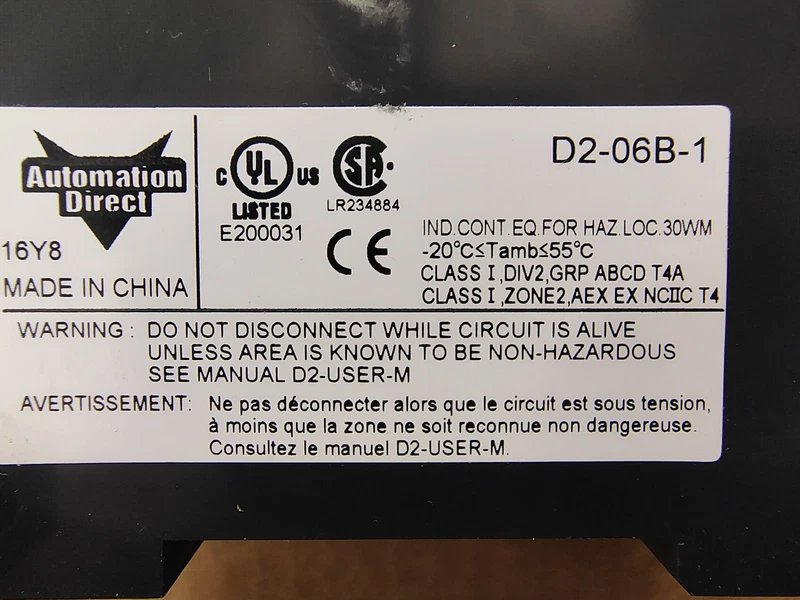 Automation
Direct
16Y8
MADE IN CHINA
C UL US
LISTED
E200031
SA
LR234884
CE
D2-06B-1
IND.CONT.EQ.FOR HAZ.LOC.30WM
-20°C≤Tamb≤55°C
CLASS I,DIV2,GRP ABCD T4A
CLASS I,ZONE2,AEX EX NCIIC T4
WARNING : DO NOT DISCONNECT WHILE CIRCUIT IS ALIVE
UNLESS AREA IS KNOWN TO BE NON-HAZARDOUS
SEE MANUAL D2-USER-M
AVERTISSEMENT: Ne pas déconnecter alors que le circuit est sous tension,
à moins que la zone ne soit reconnue non dangereuse.
Consultez le manuel D2-USER-M.